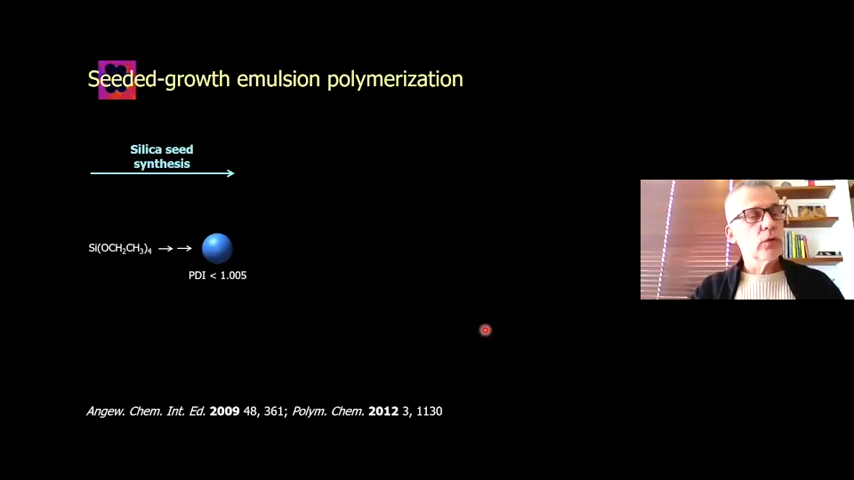 Seeded-growth emulsion polymerization
Silica seed
synthesis
Si(OCH₂CH₃)₄
PDI < 1.005
Angew. Chem. Int. Ed. 2009 48, 361; Polym. Chem. 2012 3, 1130